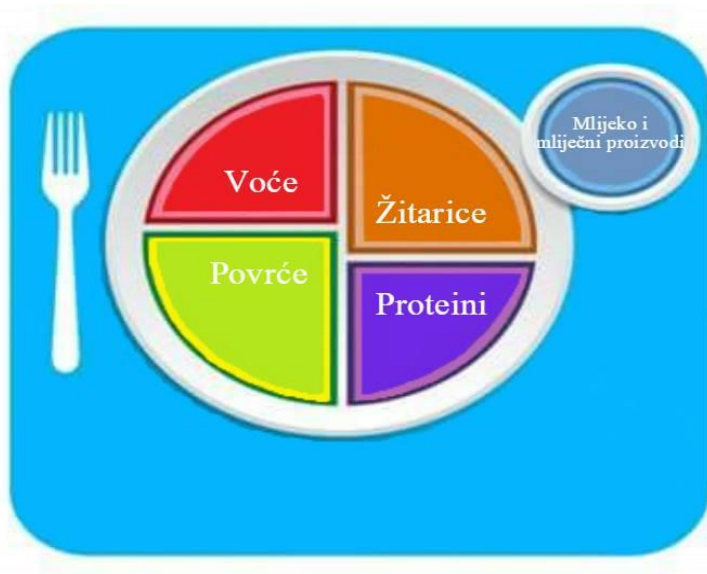 Voće
Žitarice
Povrće
Proteini
Mlijeko i
mliječni proizvodi